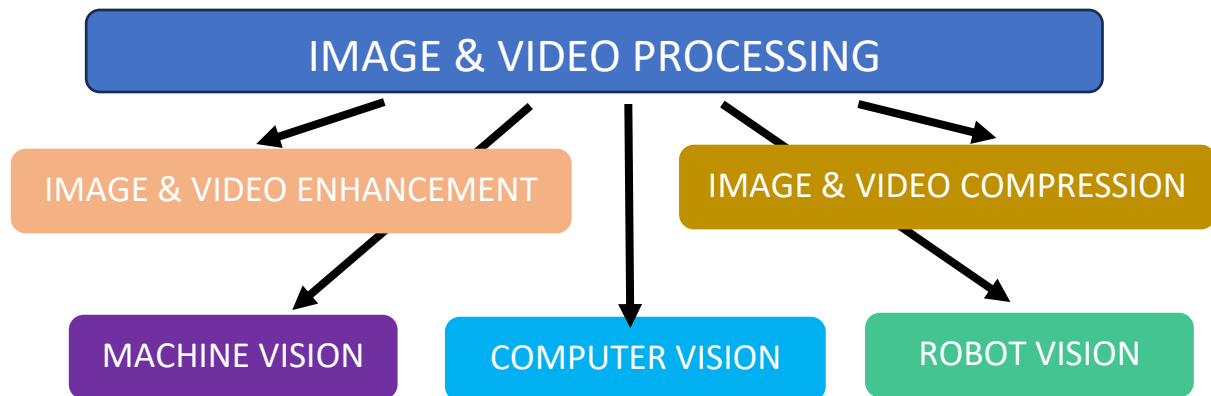 IMAGE & VIDEO PROCESSING
IMAGE & VIDEO ENHANCEMENT
IMAGE & VIDEO COMPRESSION
MACHINE VISION
COMPUTER VISION
ROBOT VISION